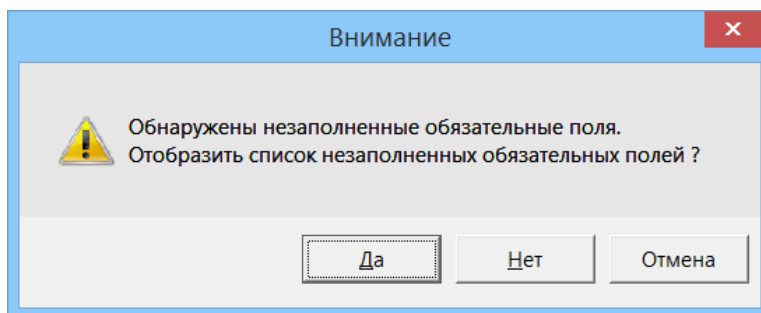 Внимание
Обнаружены незаполненные обязательные поля.
Отобразить список незаполненных обязательных полей ?
Да
Нет
Отмена